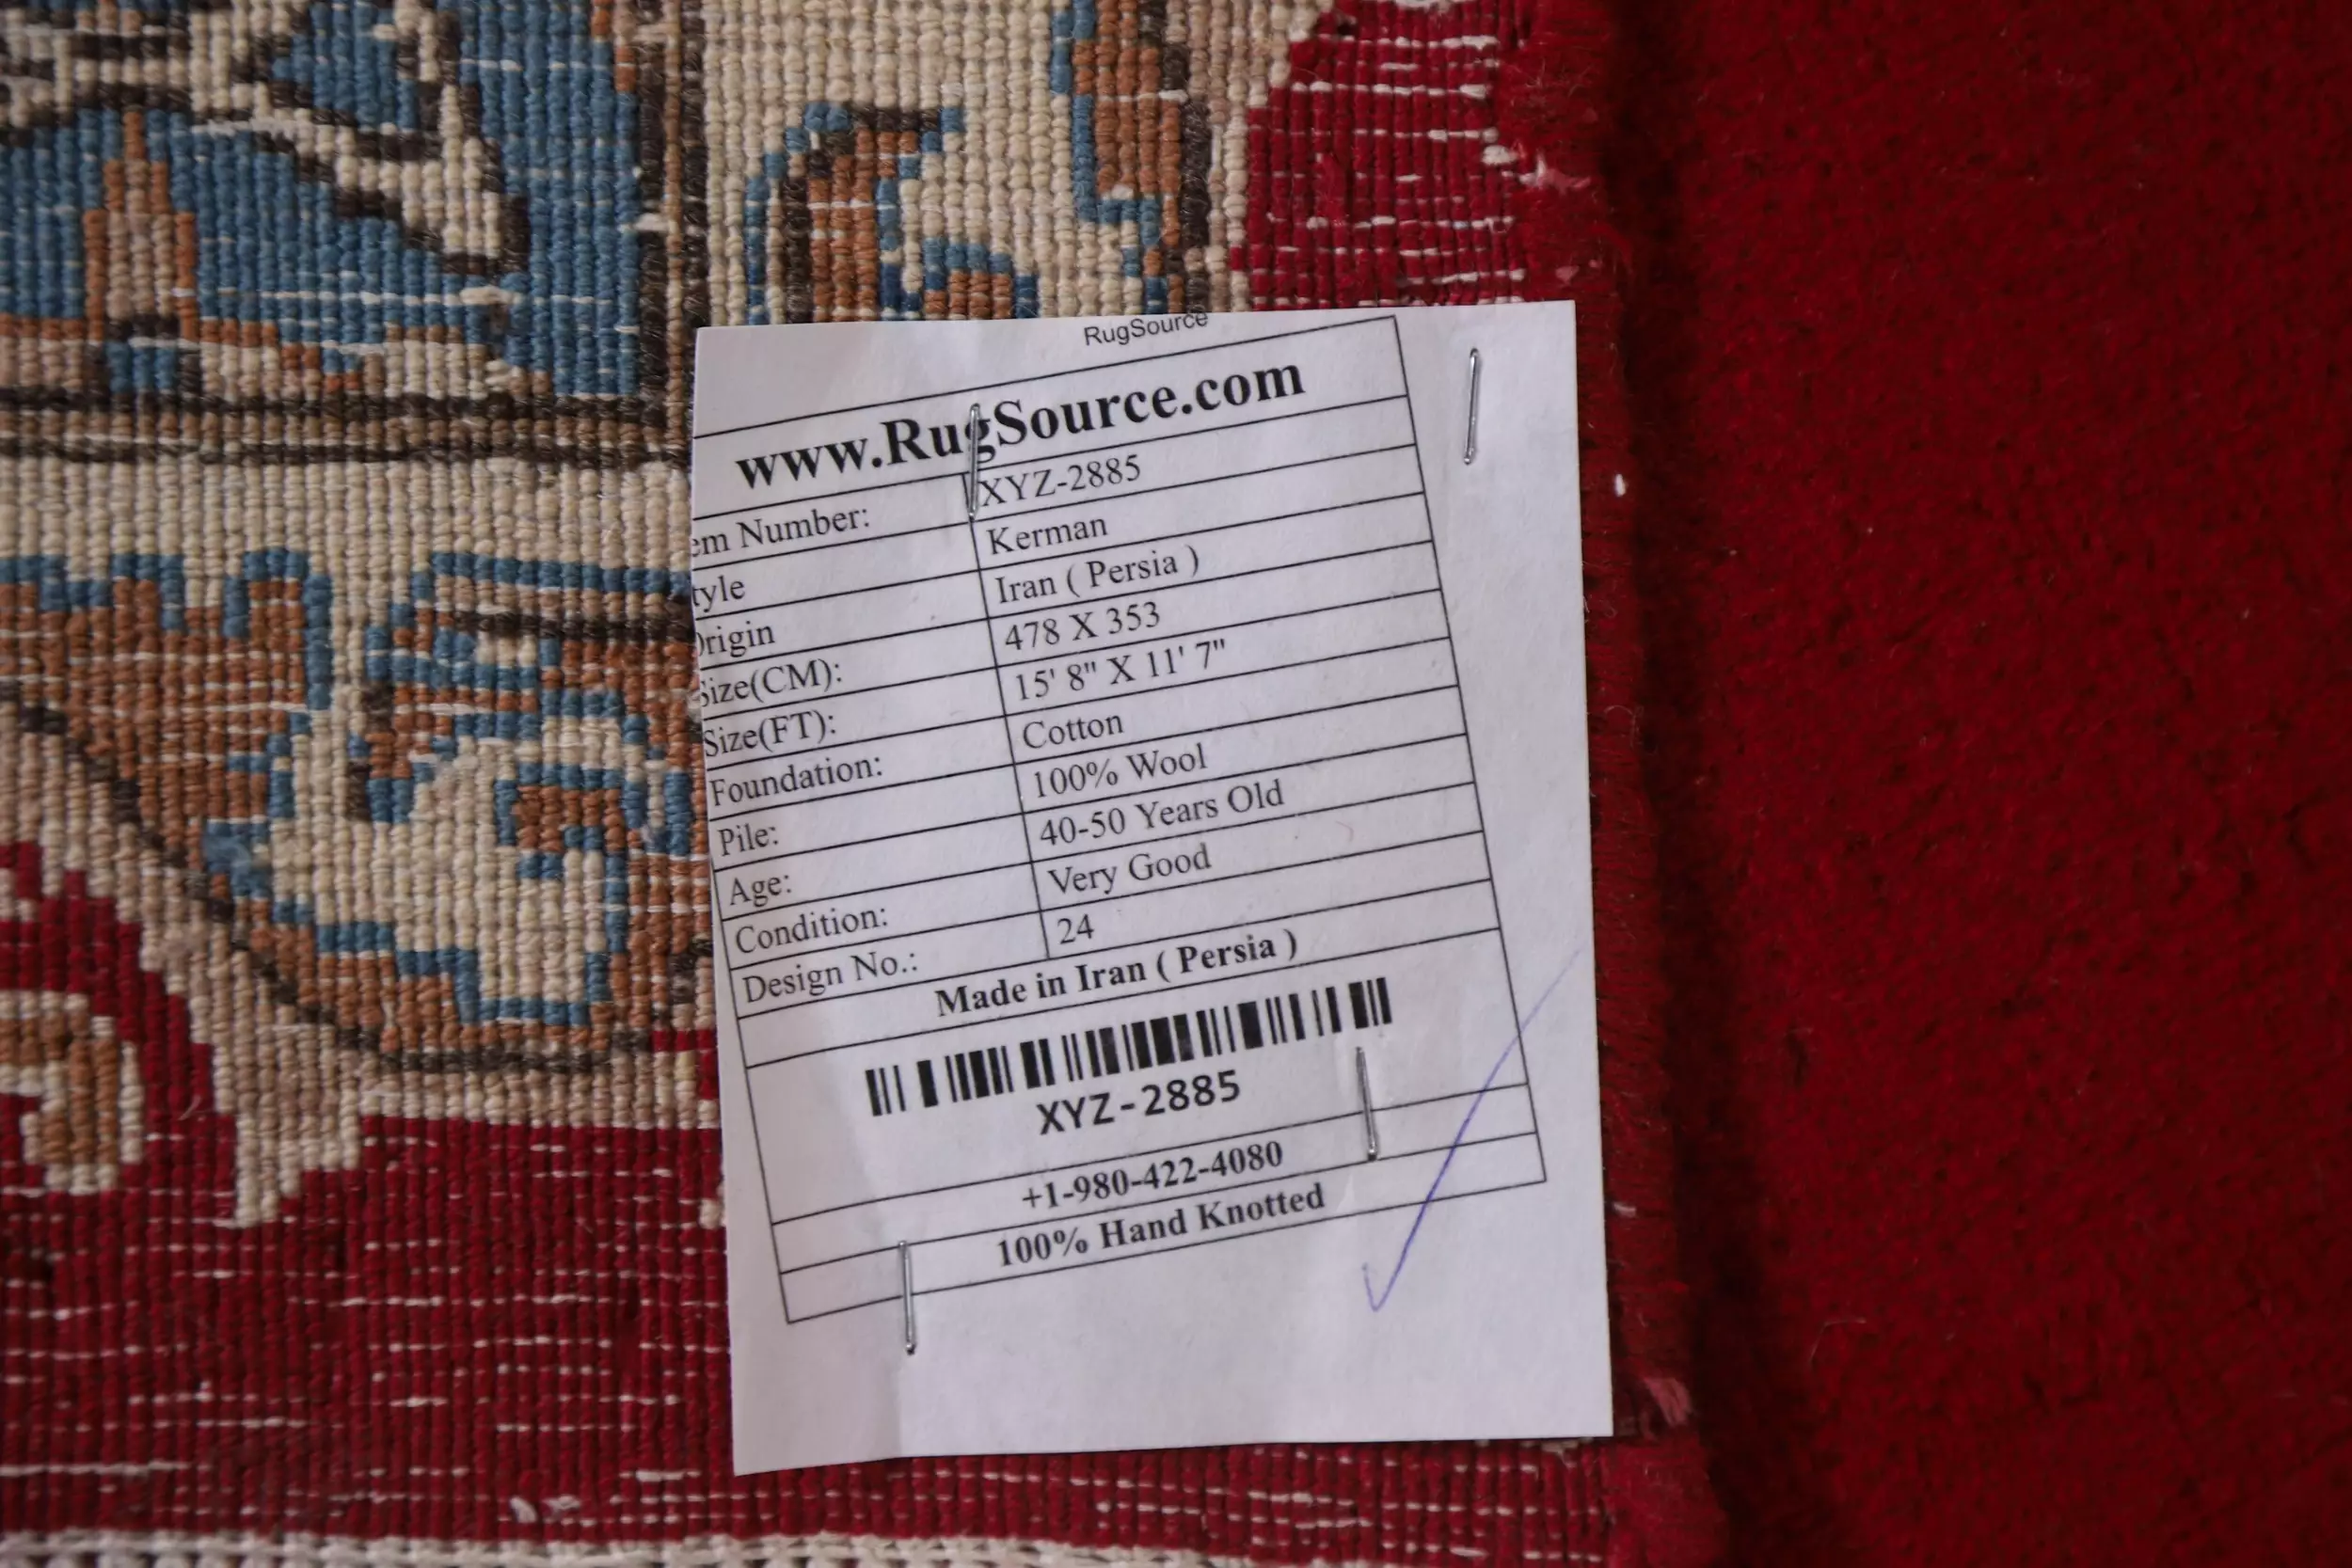 RugSource
www.RugSource.com
em Number: XYZ-2885
tyle Kerman
Origin Iran ( Persia )
Size(CM): 478 X 353
Size(FT): 15' 8" X 11' 7"
Foundation: Cotton
Pile: 100% Wool
Age: 40-50 Years Old
Condition: Very Good
Design No.: 24
Made in Iran ( Persia )
XYZ-2885
+1-980-422-4080
100% Hand Knotted